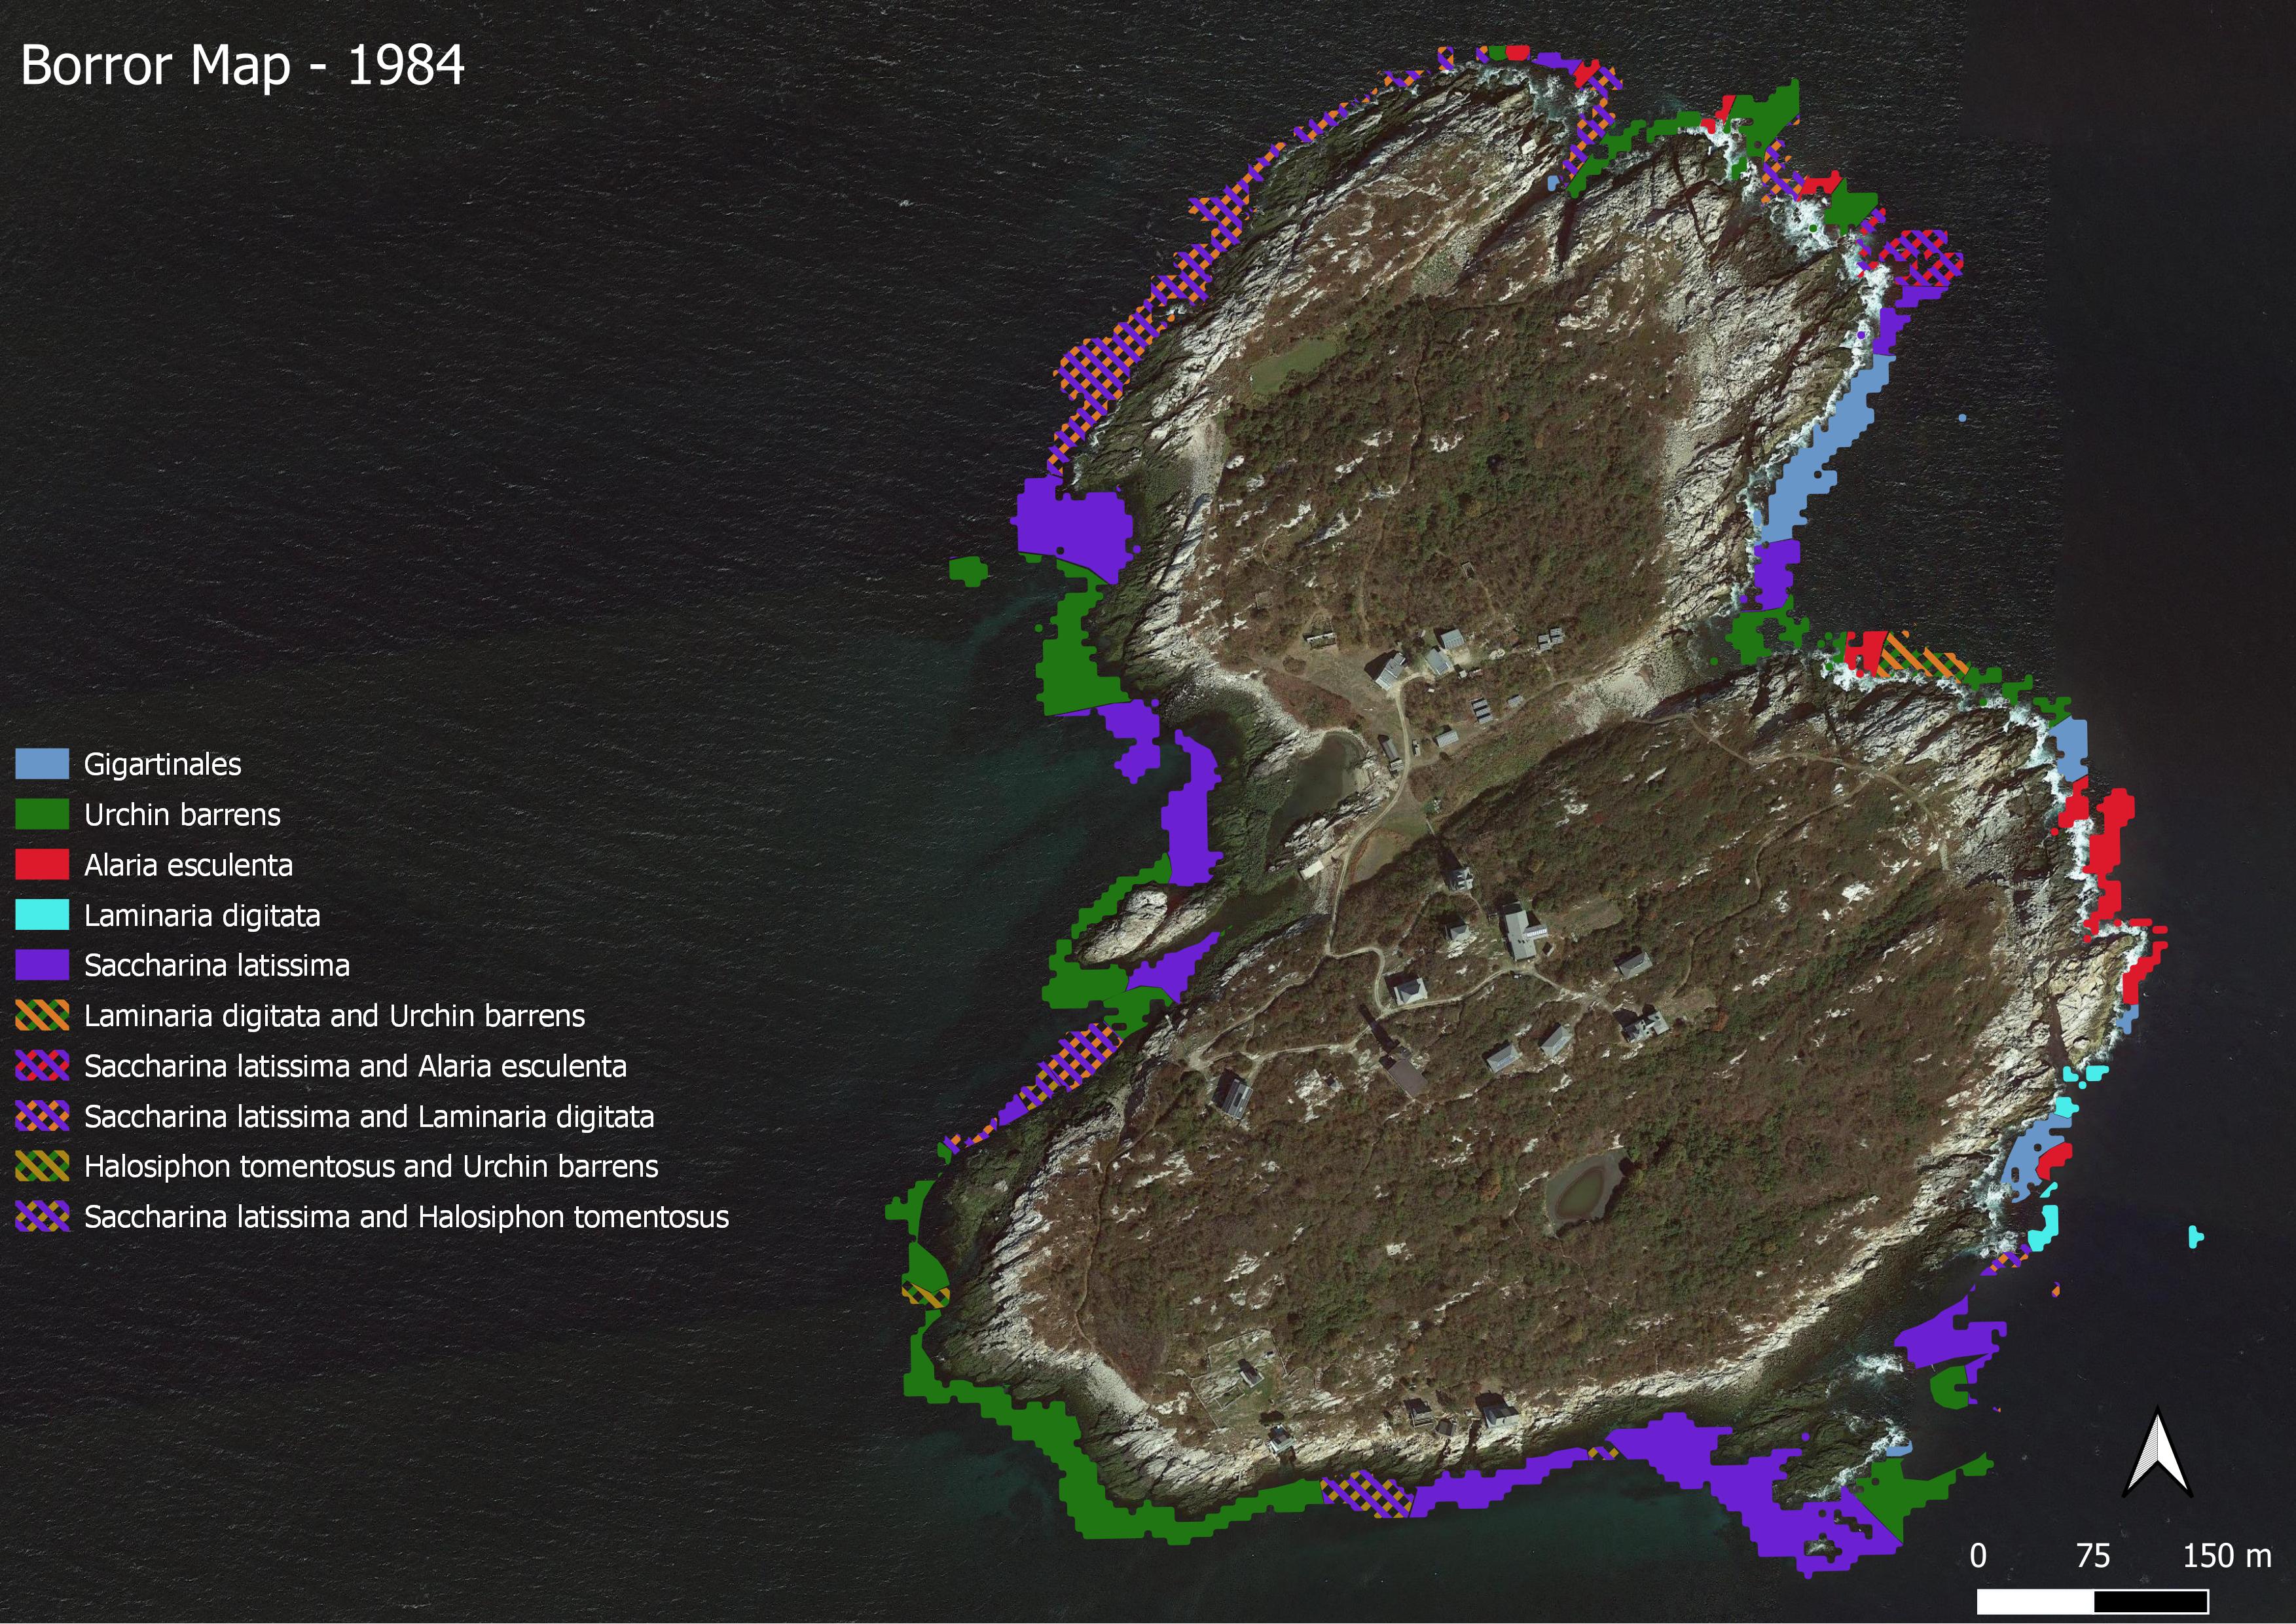 Borror Map - 1984
Gigartinales
Urchin barrens
Alaria esculenta
Laminaria digitata
Saccharina latissima
Laminaria digitata and Urchin barrens
Saccharina latissima and Alaria esculenta
Saccharina latissima and Laminaria digitata
Halosiphon tomentosus and Urchin barrens
Saccharina latissima and Halosiphon tomentosus
0 75 150 m